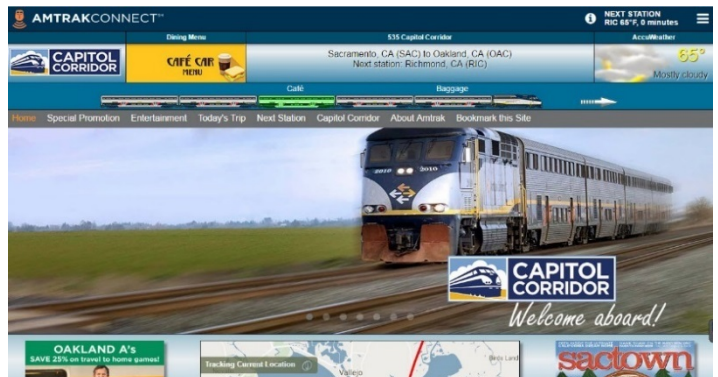 AMTRAKCONNECT™
NEXT STATION
RIC 68°F, 0 minutes
Dining Menu
535 Capitol Corridor
AccuWeather
CAPITOL
CORRIDOR
CAFÉ CAR
MENU
Sacramento, CA (SAC) to Oakland, CA (OAC)
Next station: Richmond, CA (RIC)
65°
Mostly cloudy
Café
Baggage
Home Special Promotion Entertainment Today's Trip Next Station Capitol Corridor About Amtrak Bookmark this Site
2010
2010
CAPITOL
CORRIDOR
Welcome aboard!
OAKLAND A's
SAVE 25% on travel to home games!
Tracking Current Location
Vallejo
sactown